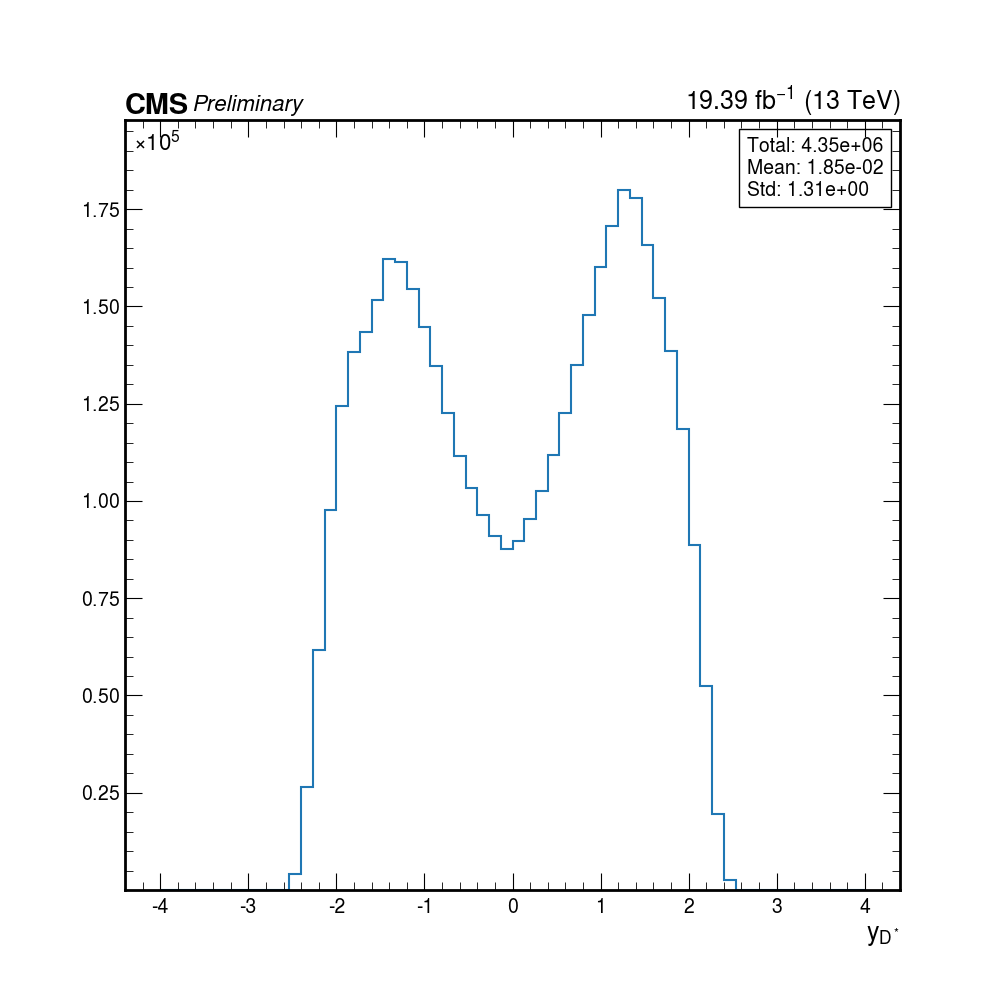 CMS Preliminary
19.39 fb⁻¹ (13 TeV)
×10⁵
Total: 4.35e+06
Mean: 1.85e-02
Std: 1.31e+00
1.75
1.50
1.25
1.00
0.75
0.50
0.25
-4 -3 -2 -1 0 1 2 3 4
y_D*